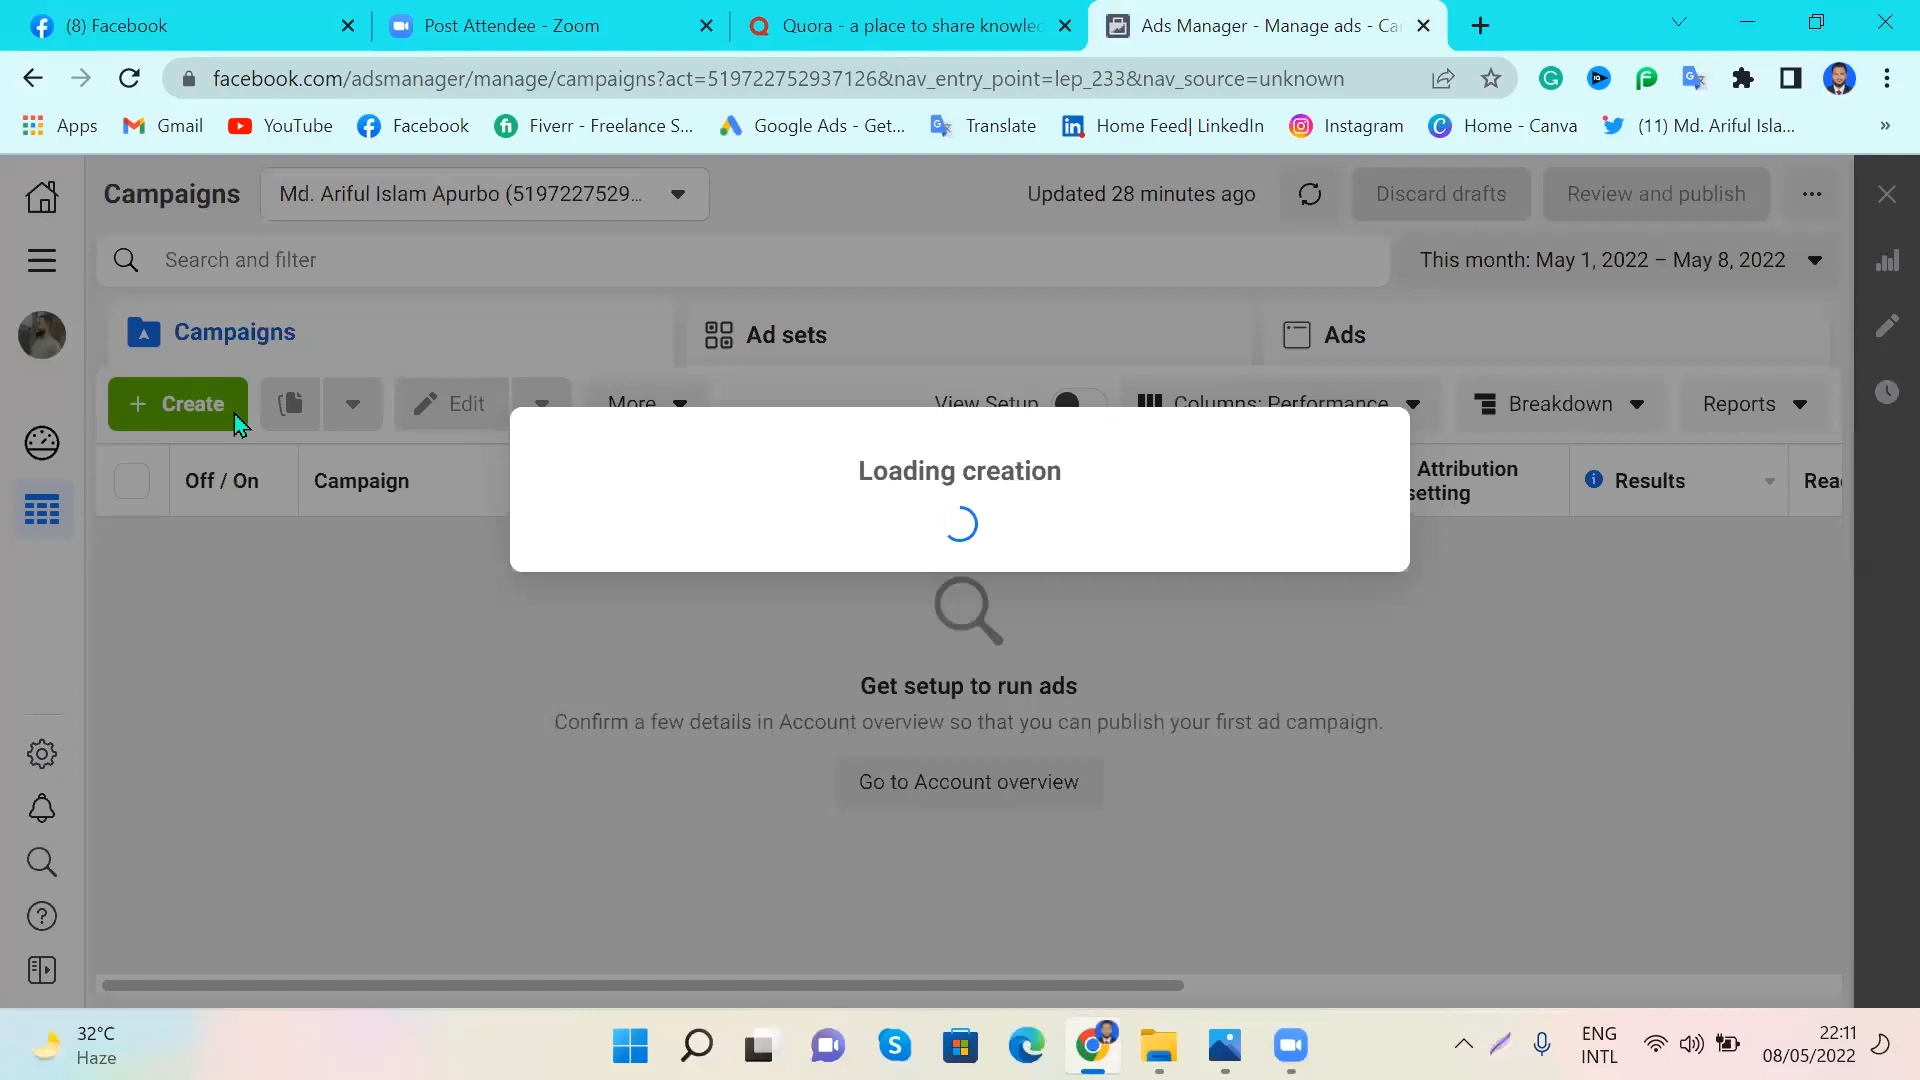 (8) Facebook
Post Attendee - Zoom
Quora - a place to share knowle
Ads Manager - Manage ads - Ca
facebook.com/adsmanager/manage/campaigns?act=519722752937126&nav_entry_point=lep_233&nav_source=unknown
Apps
Gmail
YouTube
Facebook
Fiverr - Freelance S...
Google Ads - Get...
Translate
Home Feed| LinkedIn
Instagram
Home - Canva
(11) Md. Ariful Isla...
»
Campaigns
Md. Ariful Islam Apurbo (5197227529...
Updated 28 minutes ago
Discard drafts
Review and publish
Search and filter
This month: May 1, 2022 – May 8, 2022
Campaigns
Ad sets
Ads
+ Create
Edit
More
View Setup
Columns: Performance
Breakdown
Reports
Off / On
Campaign
Attribution
setting
Results
Rea
Loading creation
Get setup to run ads
Confirm a few details in Account overview so that you can publish your first ad campaign.
Go to Account overview
32°C
Haze
ENG
INTL
22:11
08/05/2022